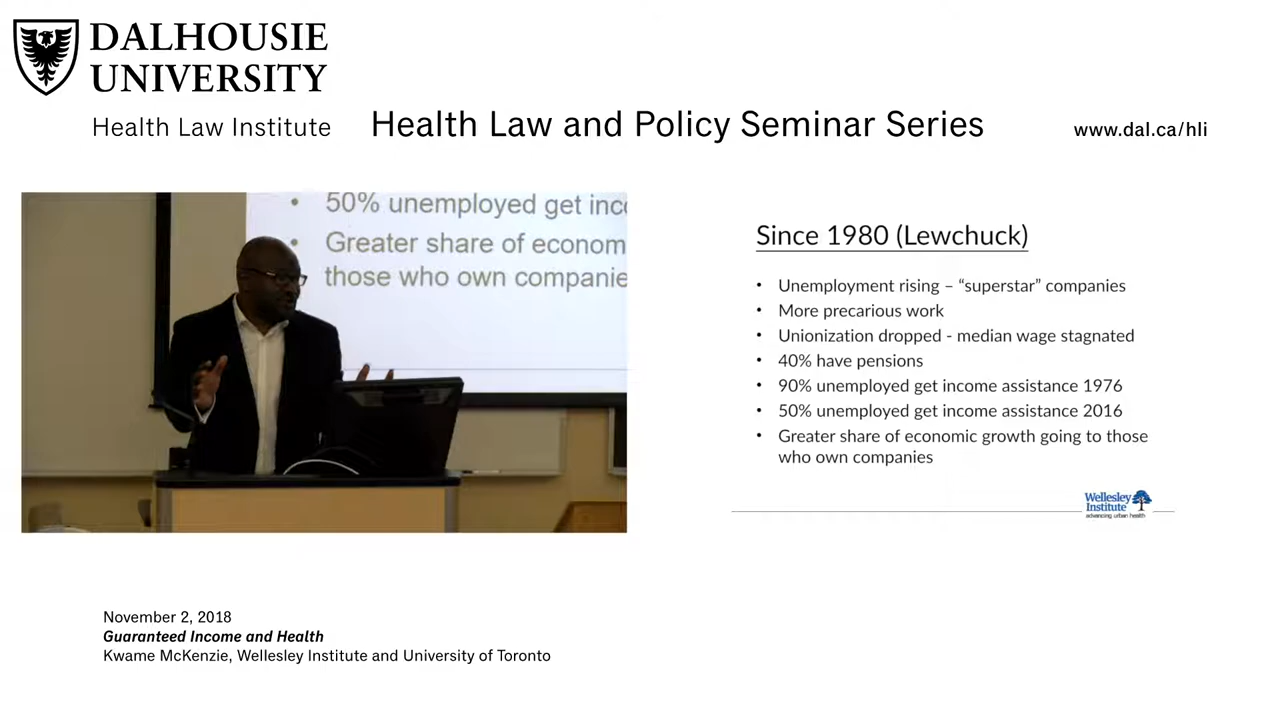 DALHOUSIE
UNIVERSITY
Health Law Institute
Health Law and Policy Seminar Series
www.dal.ca/hli
• 50% unemployed get inc
• Greater share of econom
those who own companie
Since 1980 (Lewchuck)
• Unemployment rising – “superstar” companies
• More precarious work
• Unionization dropped - median wage stagnated
• 40% have pensions
• 90% unemployed get income assistance 1976
• 50% unemployed get income assistance 2016
• Greater share of economic growth going to those
who own companies
Wellesley
Institute
advancing urban health
November 2, 2018
Guaranteed Income and Health
Kwame McKenzie, Wellesley Institute and University of Toronto